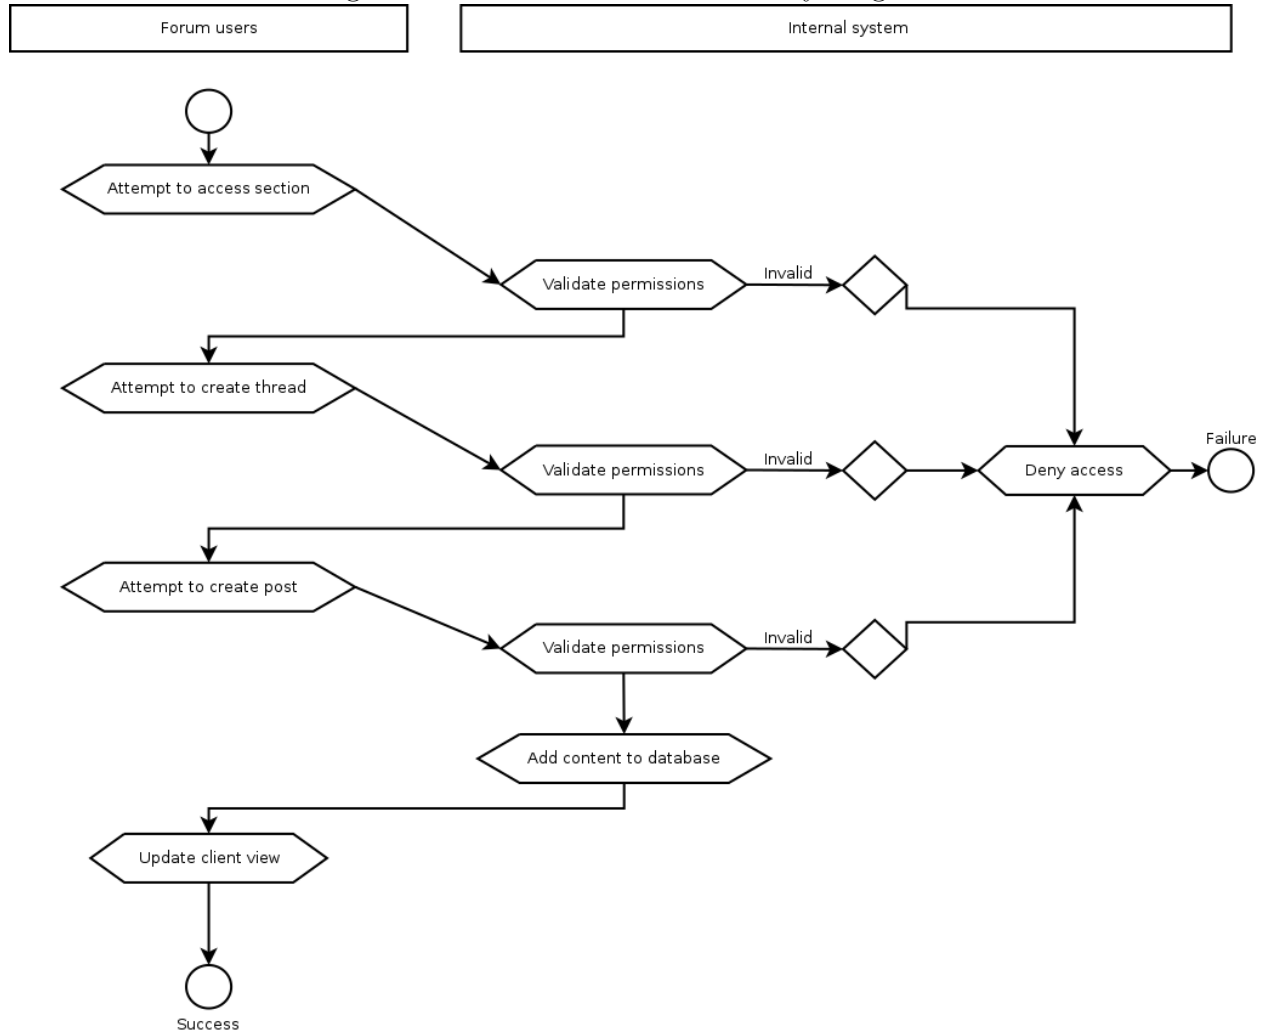 Forum users
Internal system
Attempt to access section
Validate permissions
Invalid
Attempt to create thread
Validate permissions
Invalid
Deny access
Failure
Attempt to create post
Validate permissions
Invalid
Add content to database
Update client view
Success